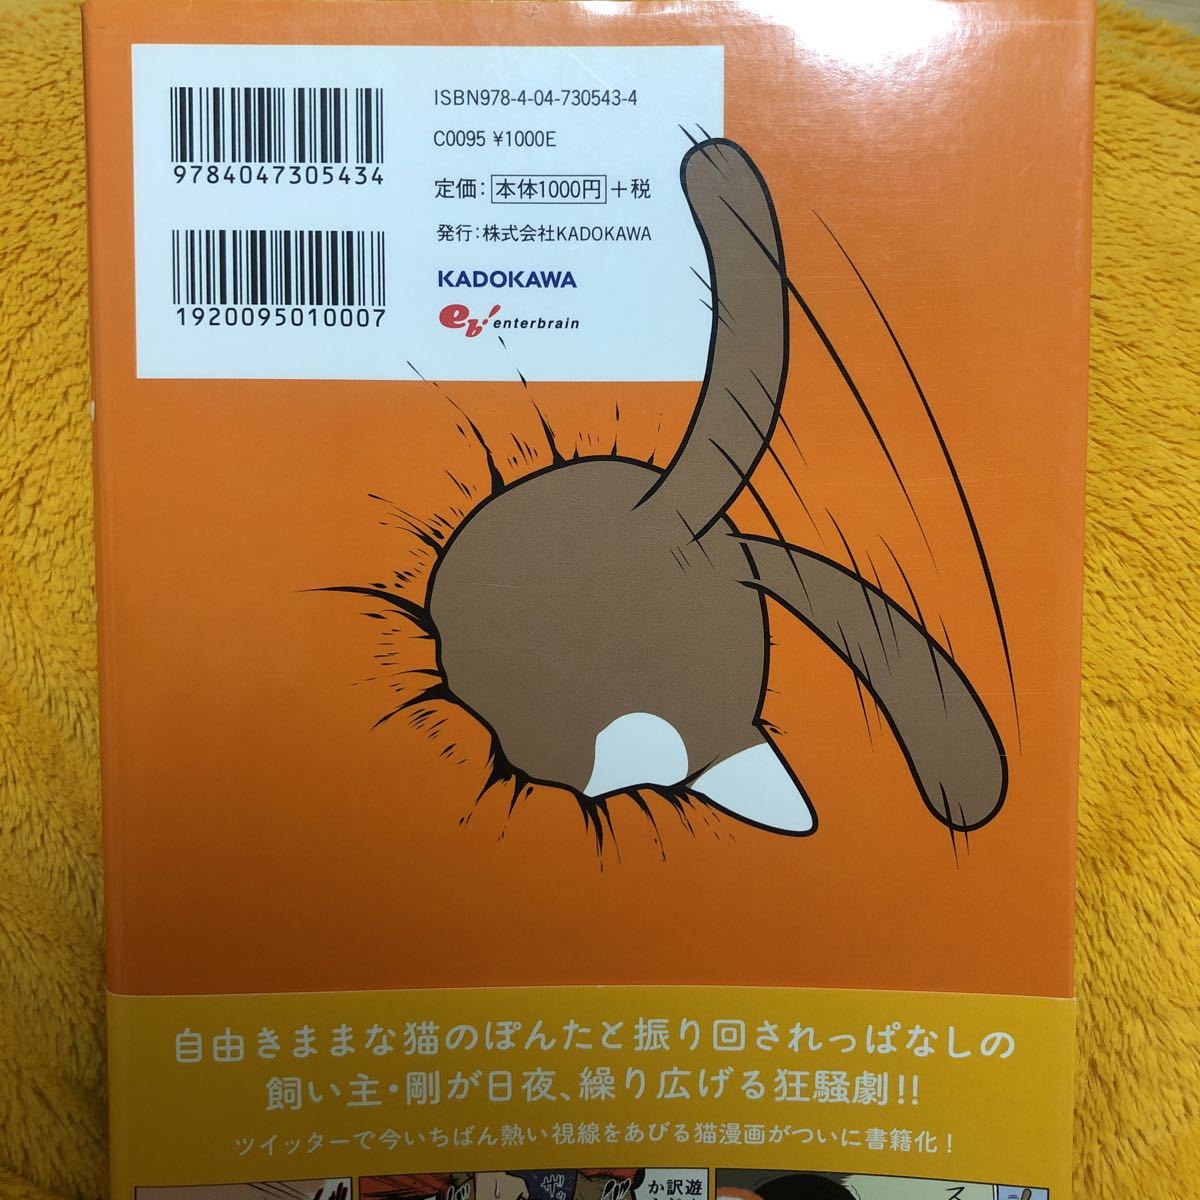 ISBN978-4-04-730543-4
C0095 ¥1000E
9784047305434
定価：本体1000円＋税
発行：株式会社KADOKAWA
KADOKAWA
eb! enterbrain
1920095010007
自由きままな猫のぽんたと振り回されっぱなしの
飼い主・剛が日夜、繰り広げる狂騒劇!!
ツイッターで今いちばん熱い視線をあびる猫漫画がついに書籍化！